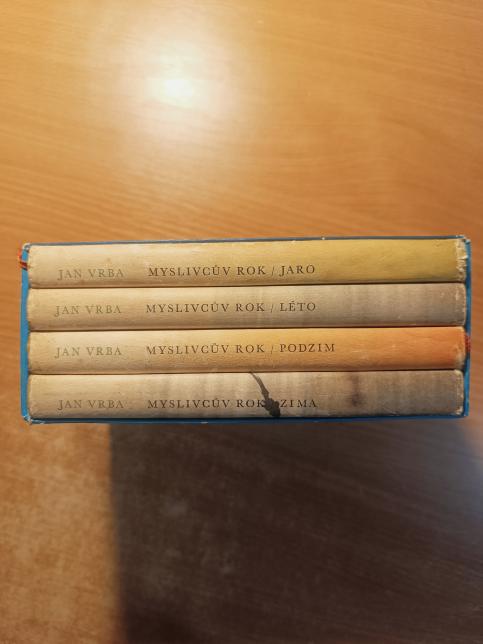 JAN VRBA MYSLIVCŮV ROK / JARO
JAN VRBA MYSLIVCŮV ROK / LÉTO
JAN VRBA MYSLIVCŮV ROK / PODZIM
JAN VRBA MYSLIVCŮV ROK / ZIMA